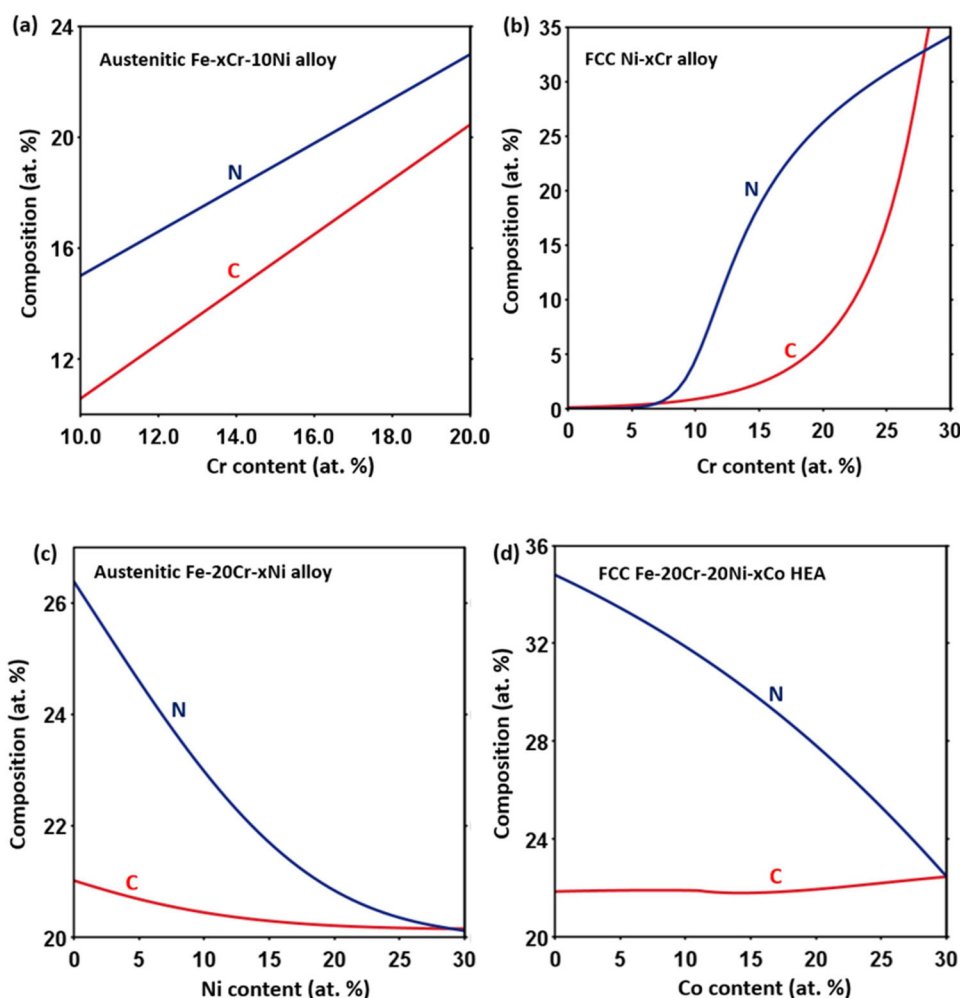 (a)
Austenitic Fe-xCr-10Ni alloy
24
20
16
12
Composition (at. %)
N
C
10.0 12.0 14.0 16.0 18.0 20.0
Cr content (at. %)
(b)
FCC Ni-xCr alloy
35
30
25
20
15
10
5
0
Composition (at. %)
N
C
0 5 10 15 20 25 30
Cr content (at. %)
(c)
Austenitic Fe-20Cr-xNi alloy
26
24
22
20
Composition (at. %)
N
C
0 5 10 15 20 25 30
Ni content (at. %)
(d)
FCC Fe-20Cr-20Ni-xCo HEA
36
32
28
24
20
Composition (at. %)
N
C
0 5 10 15 20 25 30
Co content (at. %)